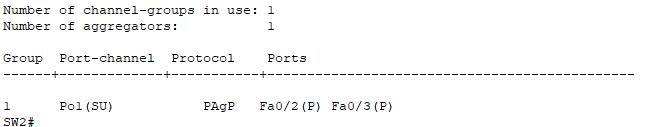 Number of channel-groups in use: 1
Number of aggregators:           1
Group  Port-channel  Protocol    Ports
------+-------------+-----------+-----------------------------------------------
1      Po1(SU)           PAgP   Fa0/2(P) Fa0/3(P)
SW2#